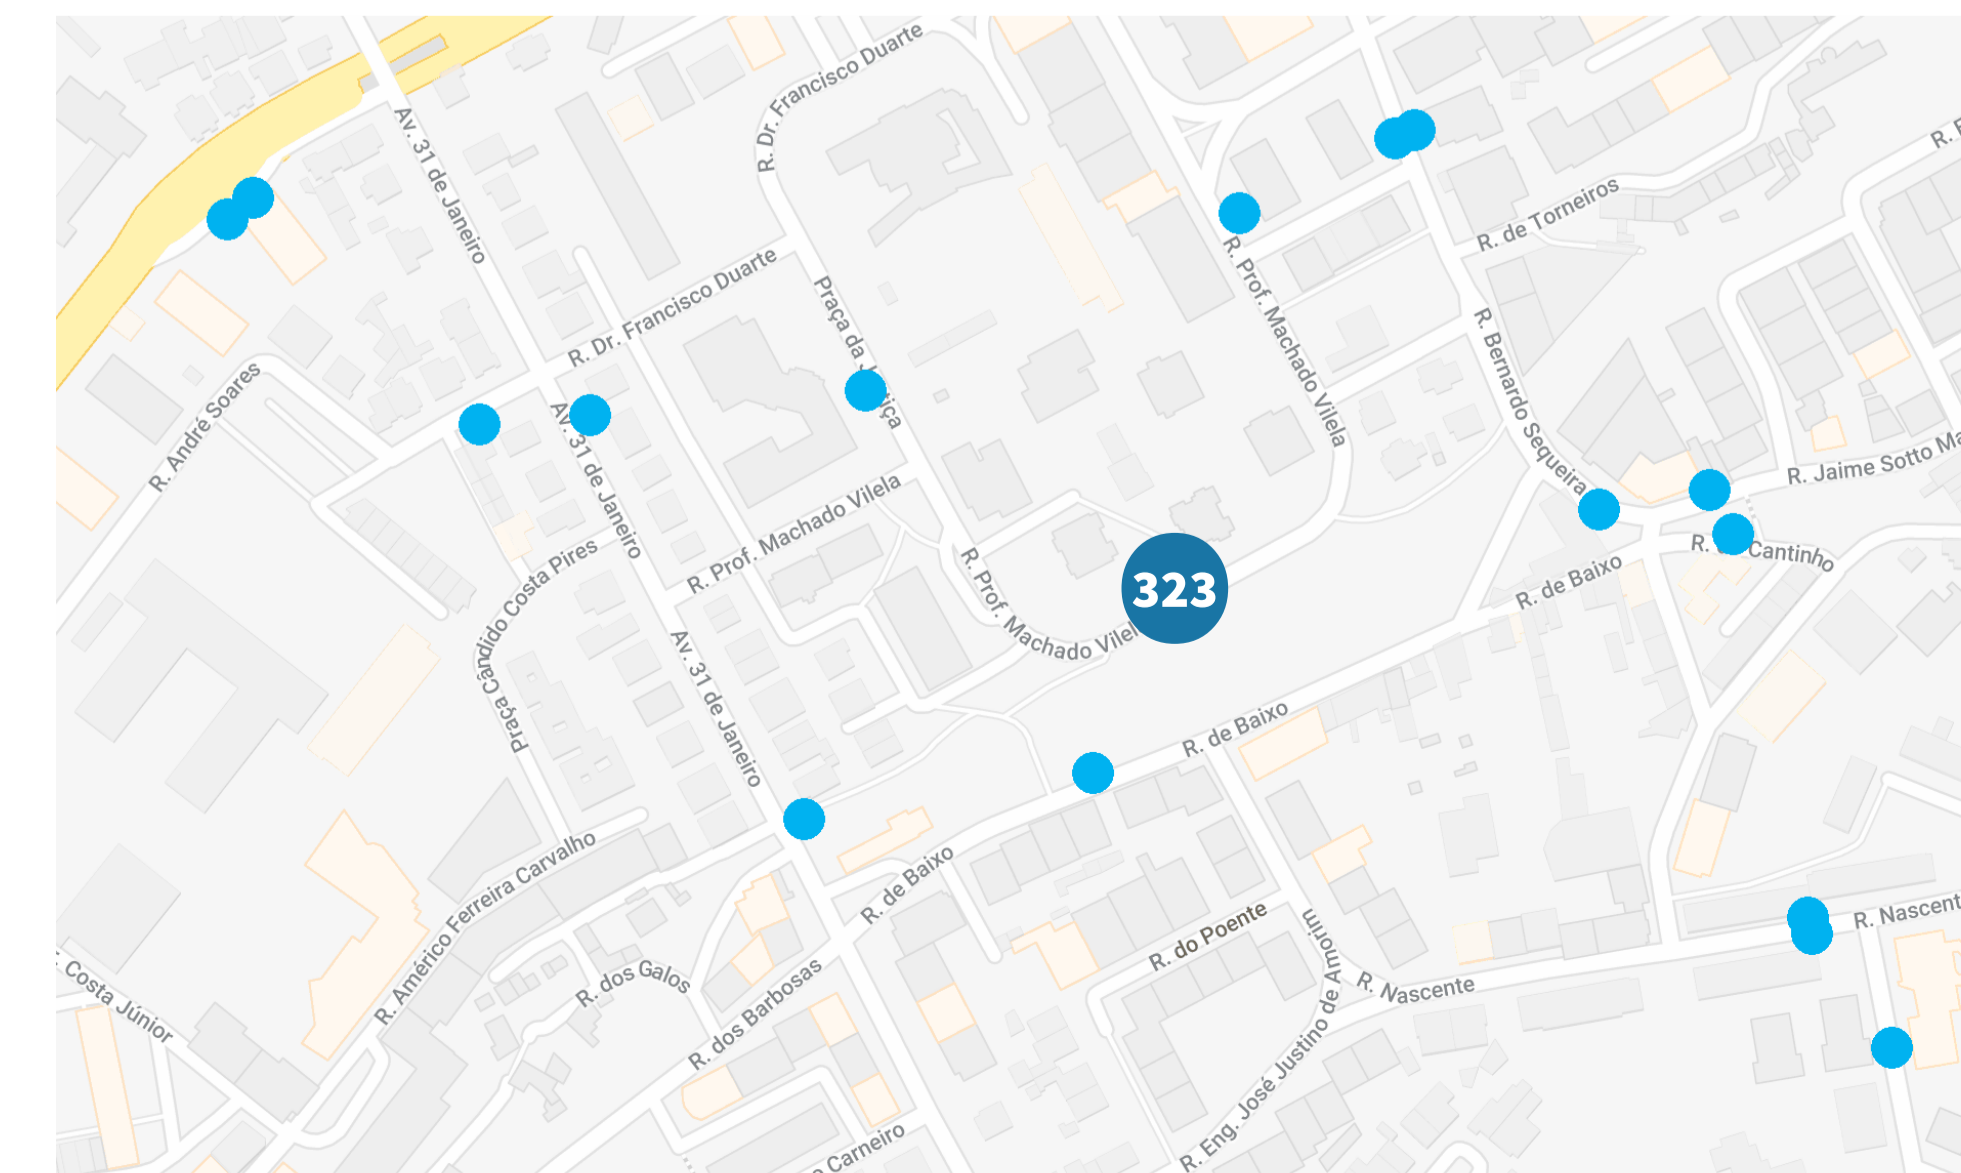 R. Dr. Francisco Duarte
Av. 31 de Janeiro
R. de Torneiros
R. Dr. Francisco Duarte
Praça da
R. Prof. Machado Vilela
R. Bernardo Sequeira
R. André Soares
Av. 31 de Janeiro
R. Jaime Sotto
R. Prof. Machado Vilela
Praça Cândido Costa Pires
R. Cantinho
R. de Baixo
323
R. Prof. Machado
Av. 31 de Janeiro
R. de Baixo
R. Américo Ferreira Carvalho
R. de Baixo
R. do Poente
R. Nascent
R. dos Galos
R. dos Barbosas
R. Nascente
Costa Júnior
R. Eng. José Justino de Amorim
Carneiro